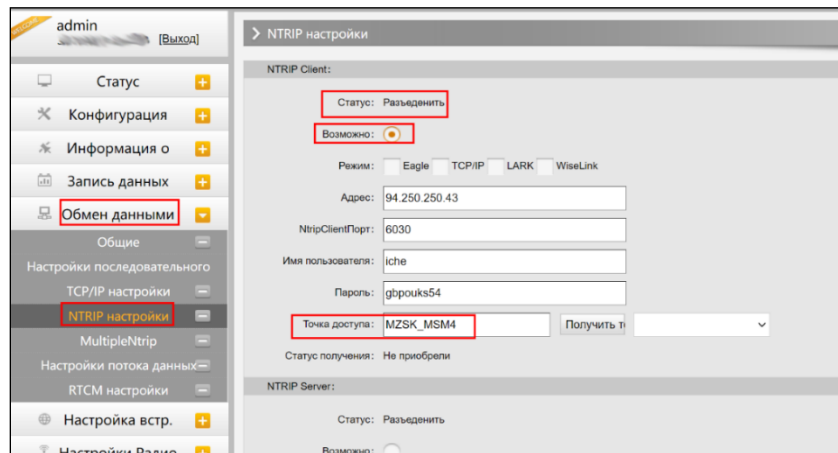 admin
[Выход]
Статус
Конфигурация
Информация о
Запись данных
Обмен данными
Общие
Настройки последовательного
TCP/IP настройки
NTRIP настройки
MultipleNtrip
Настройки потока данных
RTCM настройки
Настройка встр.
Настройки Радио
NTRIP настройки
NTRIP Client:
Статус: Разъеденить
Возможно:
Режим: Eagle TCP/IP LARK WiseLink
Адрес: 94.250.250.43
NtripClientПорт: 6030
Имя пользователя: iche
Пароль: gbpouks54
Точка доступа: MZSK_MSM4 Получить т
Статус получения: Не приобрели
NTRIP Server:
Статус: Разъеденить
Возможно: